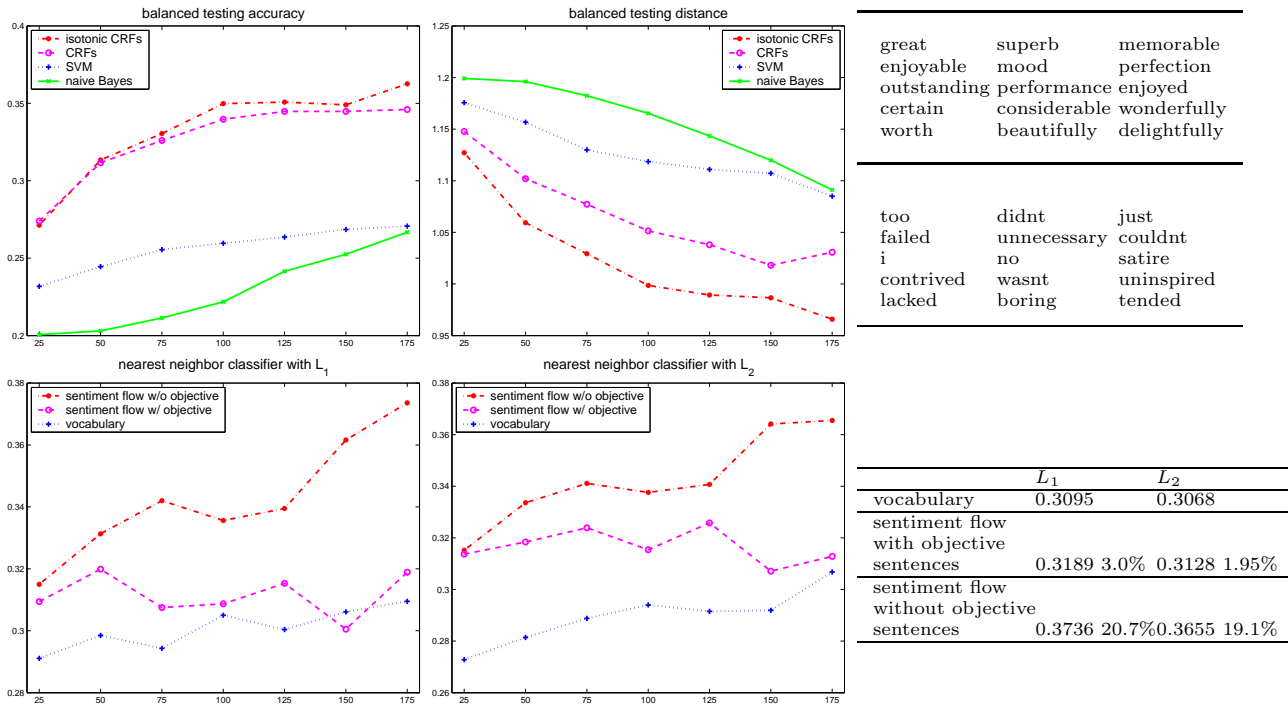 balanced testing accuracy
0.4
0.35
0.3
0.25
0.2
25 50 75 100 125 150 175
isotonic CRFs
CRFs
SVM
naive Bayes
balanced testing distance
1.2
1.25
1.15
1.1
1.05
1
0.95
25 50 75 100 125 150 175
isotonic CRFs
CRFs
SVM
naive Bayes
great superb memorable
enjoyable mood perfection
outstanding performance enjoyed
certain considerable wonderfully
worth beautifully delightfully
too didnt just
failed unnecessary couldnt
i no satire
contrived wasnt uninspired
lacked boring tended
nearest neighbor classifier with L1
0.38
0.36
0.34
0.32
0.3
0.28
25 50 75 100 125 150 175
sentiment flow w/o objective
sentiment flow w/ objective
vocabulary
nearest neighbor classifier with L2
0.38
0.36
0.34
0.32
0.3
0.28
0.26
25 50 75 100 125 150 175
sentiment flow w/o objective
sentiment flow w/ objective
vocabulary
L1 L2
vocabulary 0.3095 0.3068
sentiment flow
with objective
sentences 0.3189 3.0% 0.3128 1.95%
sentiment flow
without objective
sentences 0.3736 20.7% 0.3655 19.1%